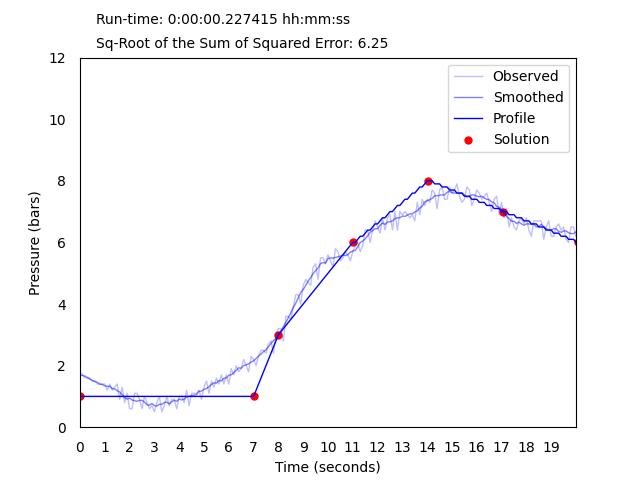 Run-time: 0:00:00.227415 hh:mm:ss
Sq-Root of the Sum of Squared Error: 6.25
Observed
Smoothed
Profile
Solution
Pressure (bars)
12
10
8
6
4
2
0
0 1 2 3 4 5 6 7 8 9 10 11 12 13 14 15 16 17 18 19
Time (seconds)